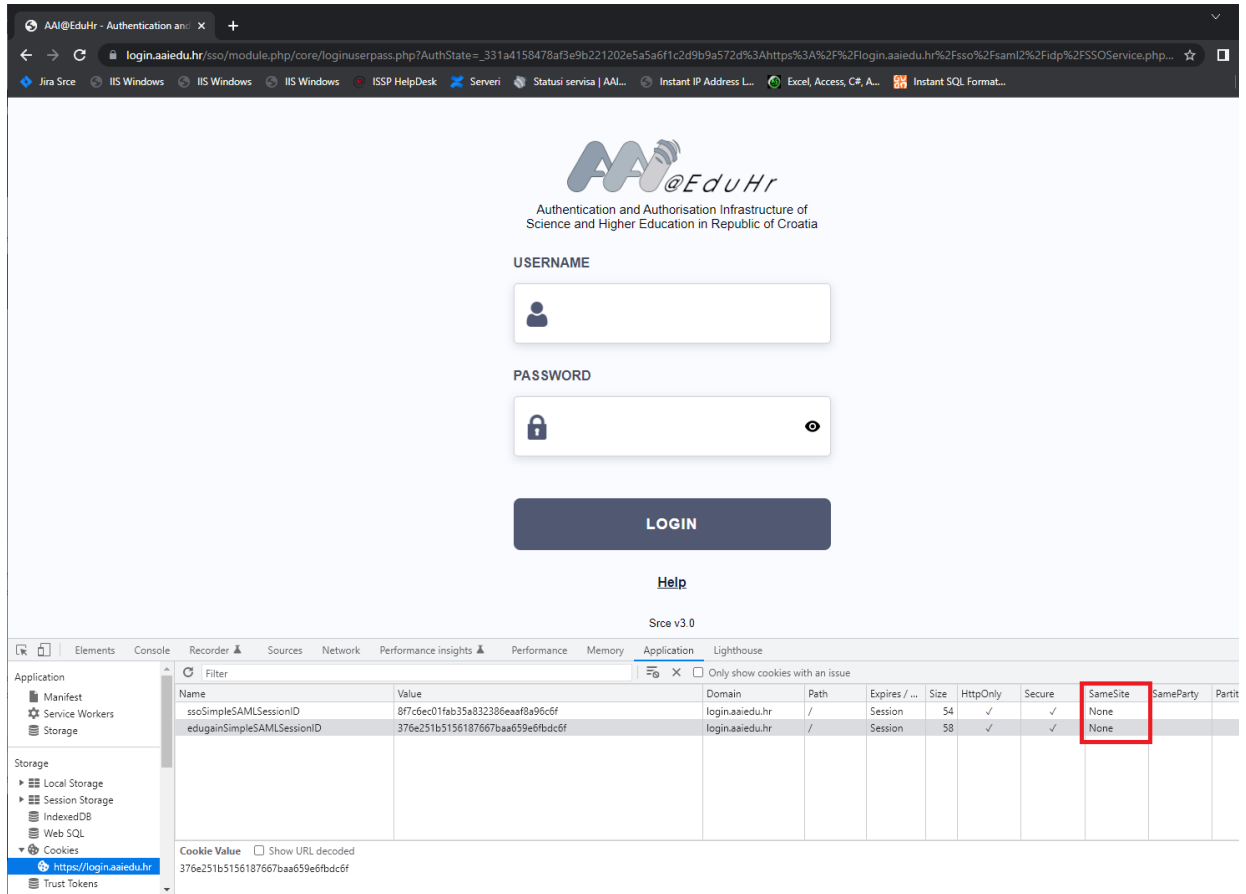 AAI@EduHr - Authentication and
login.aaiedu.hr/sso/module.php/core/loginuserpass.php?AuthState=_331a4158478af3e9b221202e5a5a6f1c2d9b9a572d%3Ahttps%3A%2F%2Flogin.aaiedu.hr%2Fsso%2Fsaml2%2Fidp%2FSSOService.php...
Jira Srce IIS Windows IIS Windows IIS Windows ISSP HelpDesk Serveri Statusi servisa | AAI... Instant IP Address L... Excel, Access, C#, A... Instant SQL Format...
AAI @EduHr
Authentication and Authorisation Infrastructure of
Science and Higher Education in Republic of Croatia
USERNAME
PASSWORD
LOGIN
Help
Srce v3.0
Elements Console Recorder Sources Network Performance insights Performance Memory Application Lighthouse
Application
Manifest
Service Workers
Storage
Storage
Local Storage
Session Storage
IndexedDB
Web SQL
Cookies
https://login.aaiedu.hr
Trust Tokens
Filter Only show cookies with an issue
Name Value Domain Path Expires / ... Size HttpOnly Secure SameSite SameParty Partit
ssoSimpleSAMLSessionID 8f7c6ec01fab35a832386eaaf8a96c6f login.aaiedu.hr / Session 54 ✓ ✓ None
edugainSimpleSAMLSessionID 376e251b5156187667baa659e6fbdc6f login.aaiedu.hr / Session 58 ✓ ✓ None
Cookie Value Show URL decoded
376e251b5156187667baa659e6fbdc6f